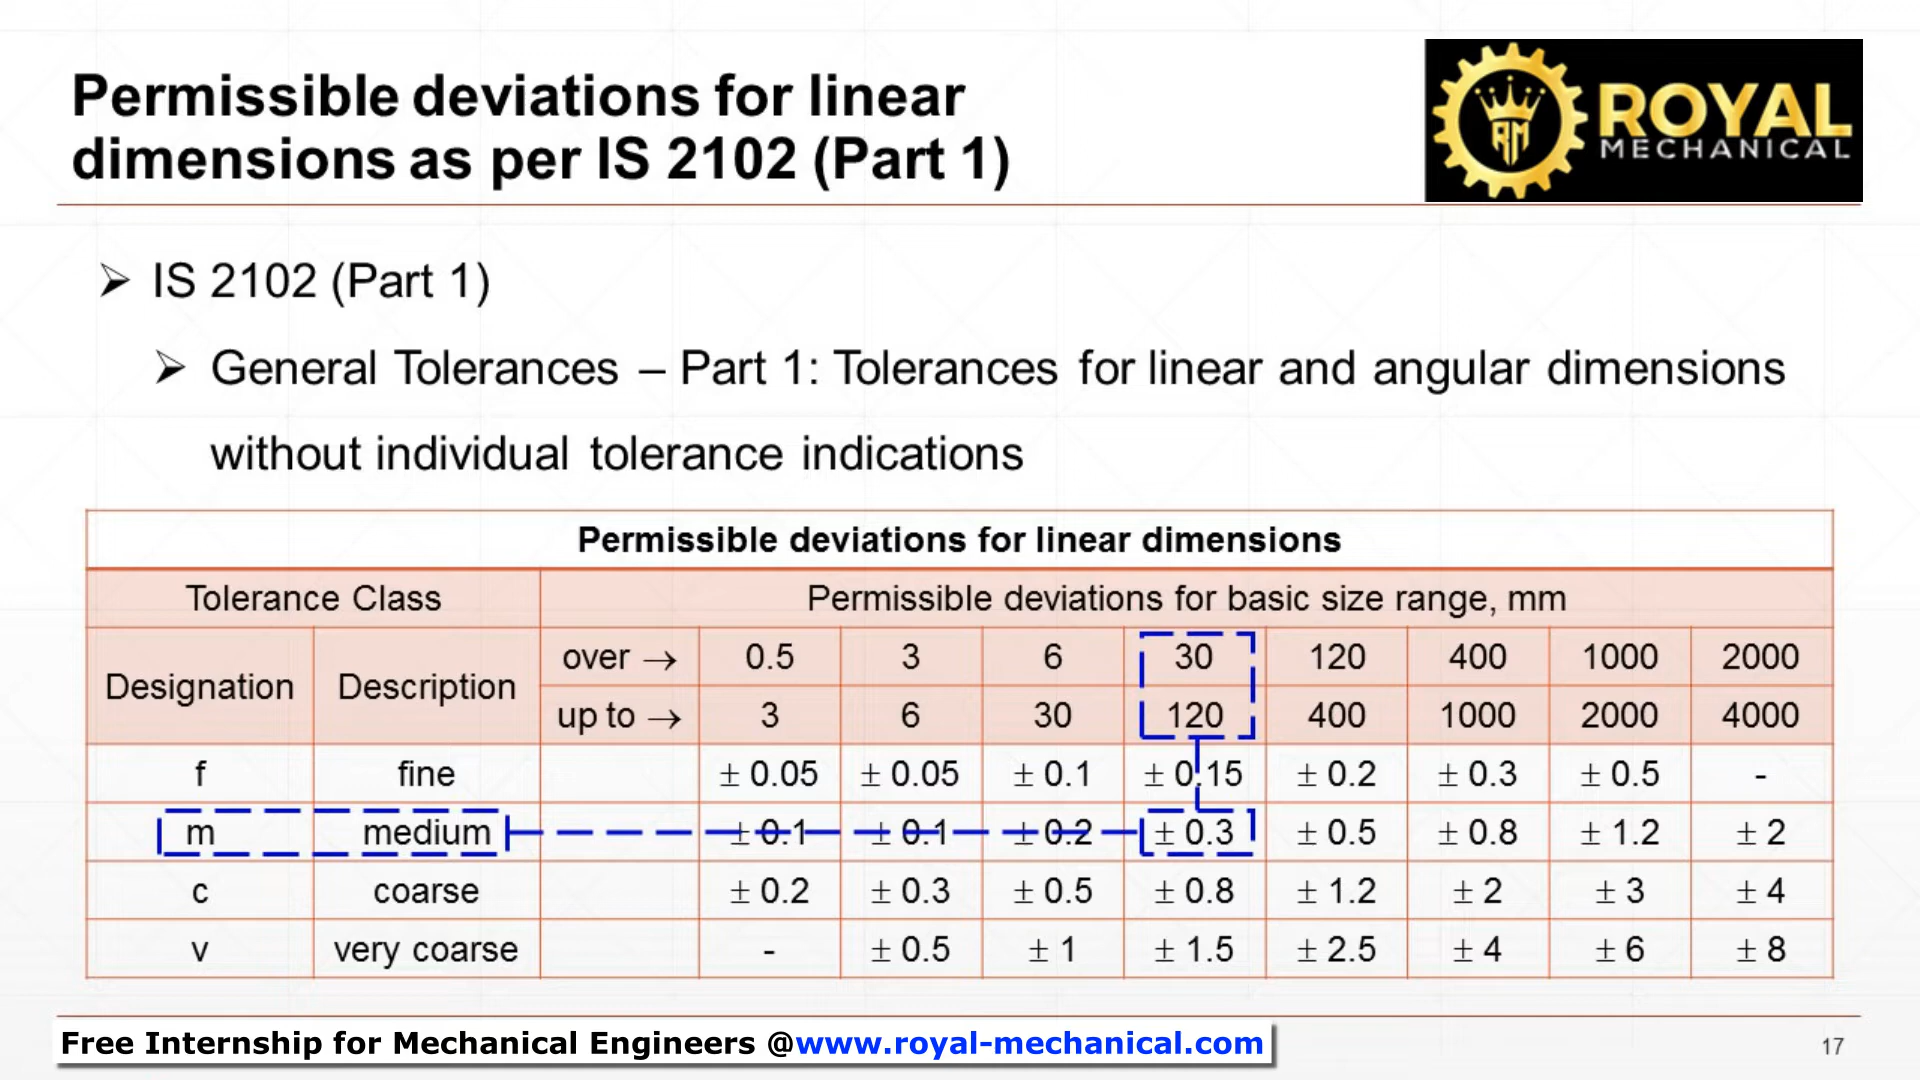 Permissible deviations for linear
dimensions as per IS 2102 (Part 1)
RM
ROYAL
MECHANICAL
➢ IS 2102 (Part 1)
➢ General Tolerances – Part 1: Tolerances for linear and angular dimensions
without individual tolerance indications
Permissible deviations for linear dimensions
Tolerance Class Permissible deviations for basic size range, mm
Designation Description
over → 0.5 3 6 30 120 400 1000 2000
up to → 3 6 30 120 400 1000 2000 4000
f fine ± 0.05 ± 0.05 ± 0.1 ± 0.15 ± 0.2 ± 0.3 ± 0.5 -
m medium ± 0.1 ± 0.1 ± 0.2 ± 0.3 ± 0.5 ± 0.8 ± 1.2 ± 2
c coarse ± 0.2 ± 0.3 ± 0.5 ± 0.8 ± 1.2 ± 2 ± 3 ± 4
v very coarse - ± 0.5 ± 1 ± 1.5 ± 2.5 ± 4 ± 6 ± 8
Free Internship for Mechanical Engineers @www.royal-mechanical.com
17